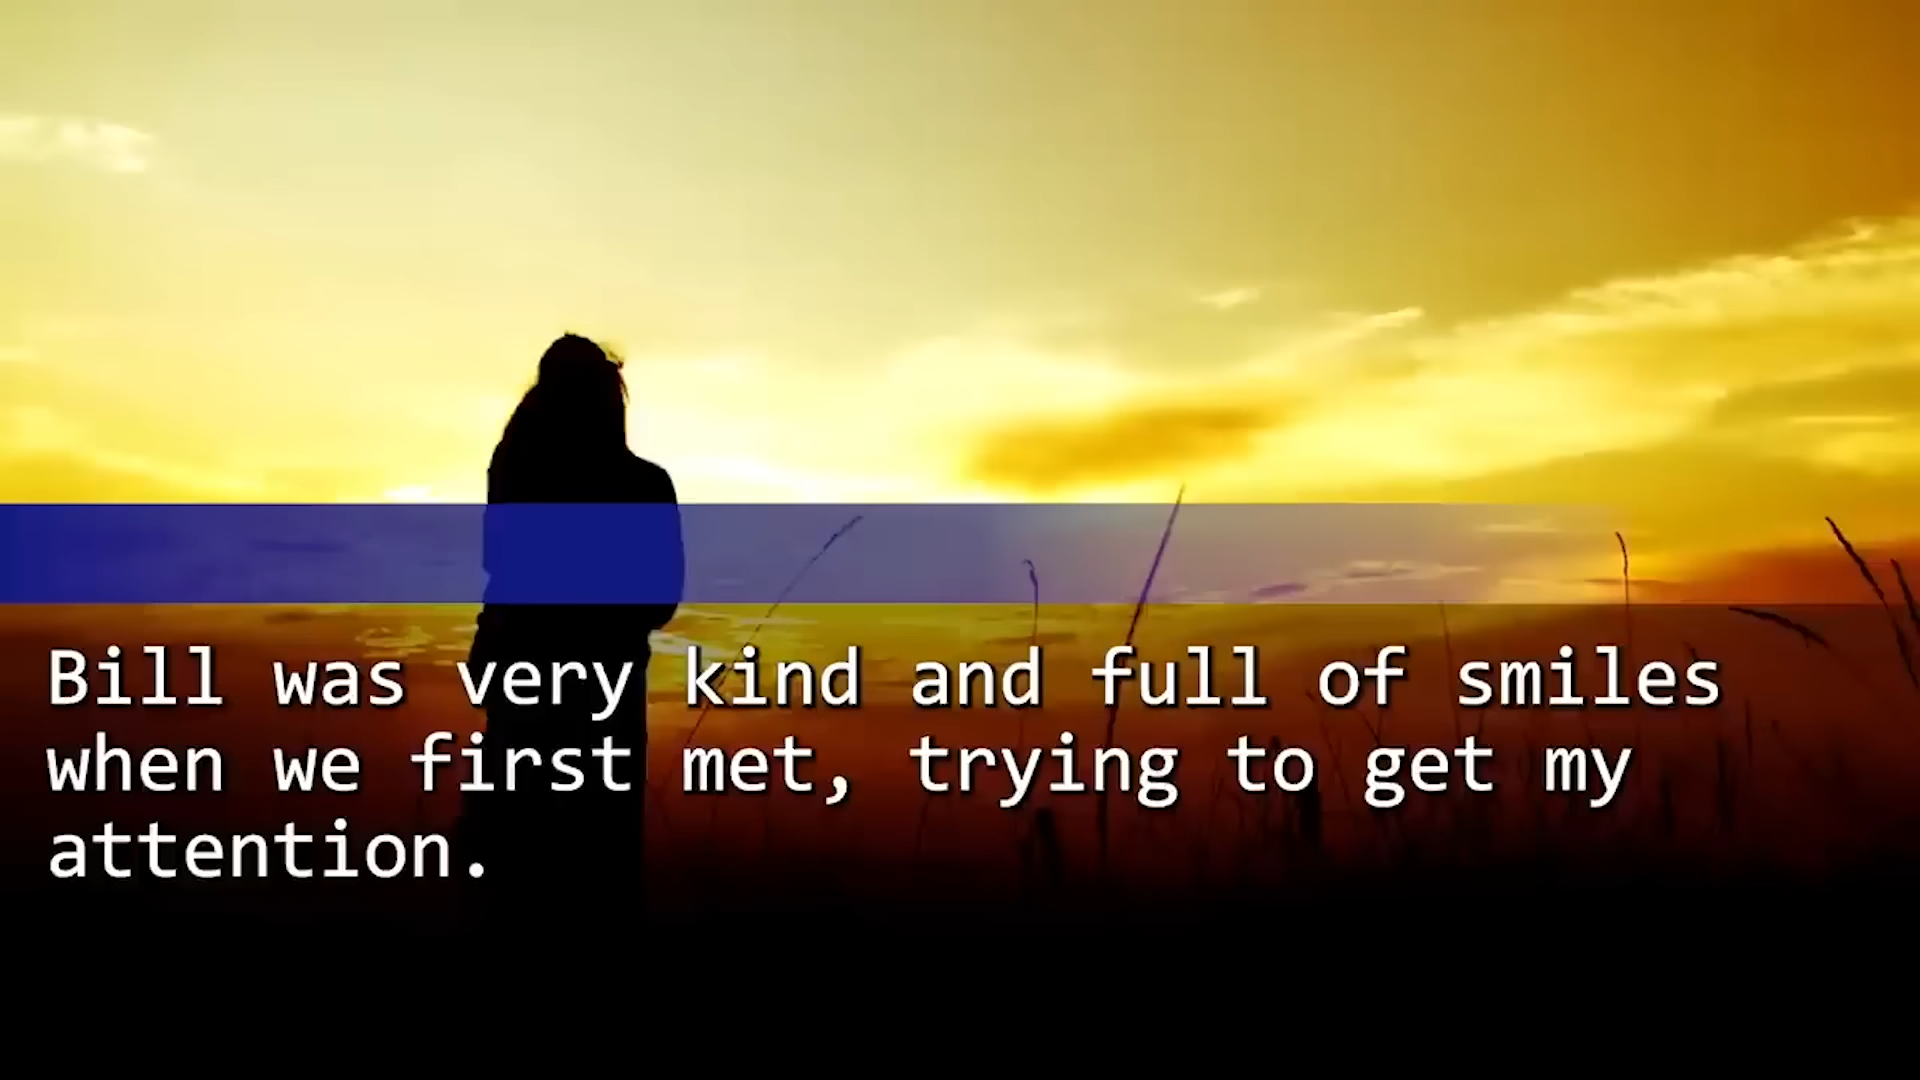 Bill was very kind and full of smiles
when we first met, trying to get my
attention.